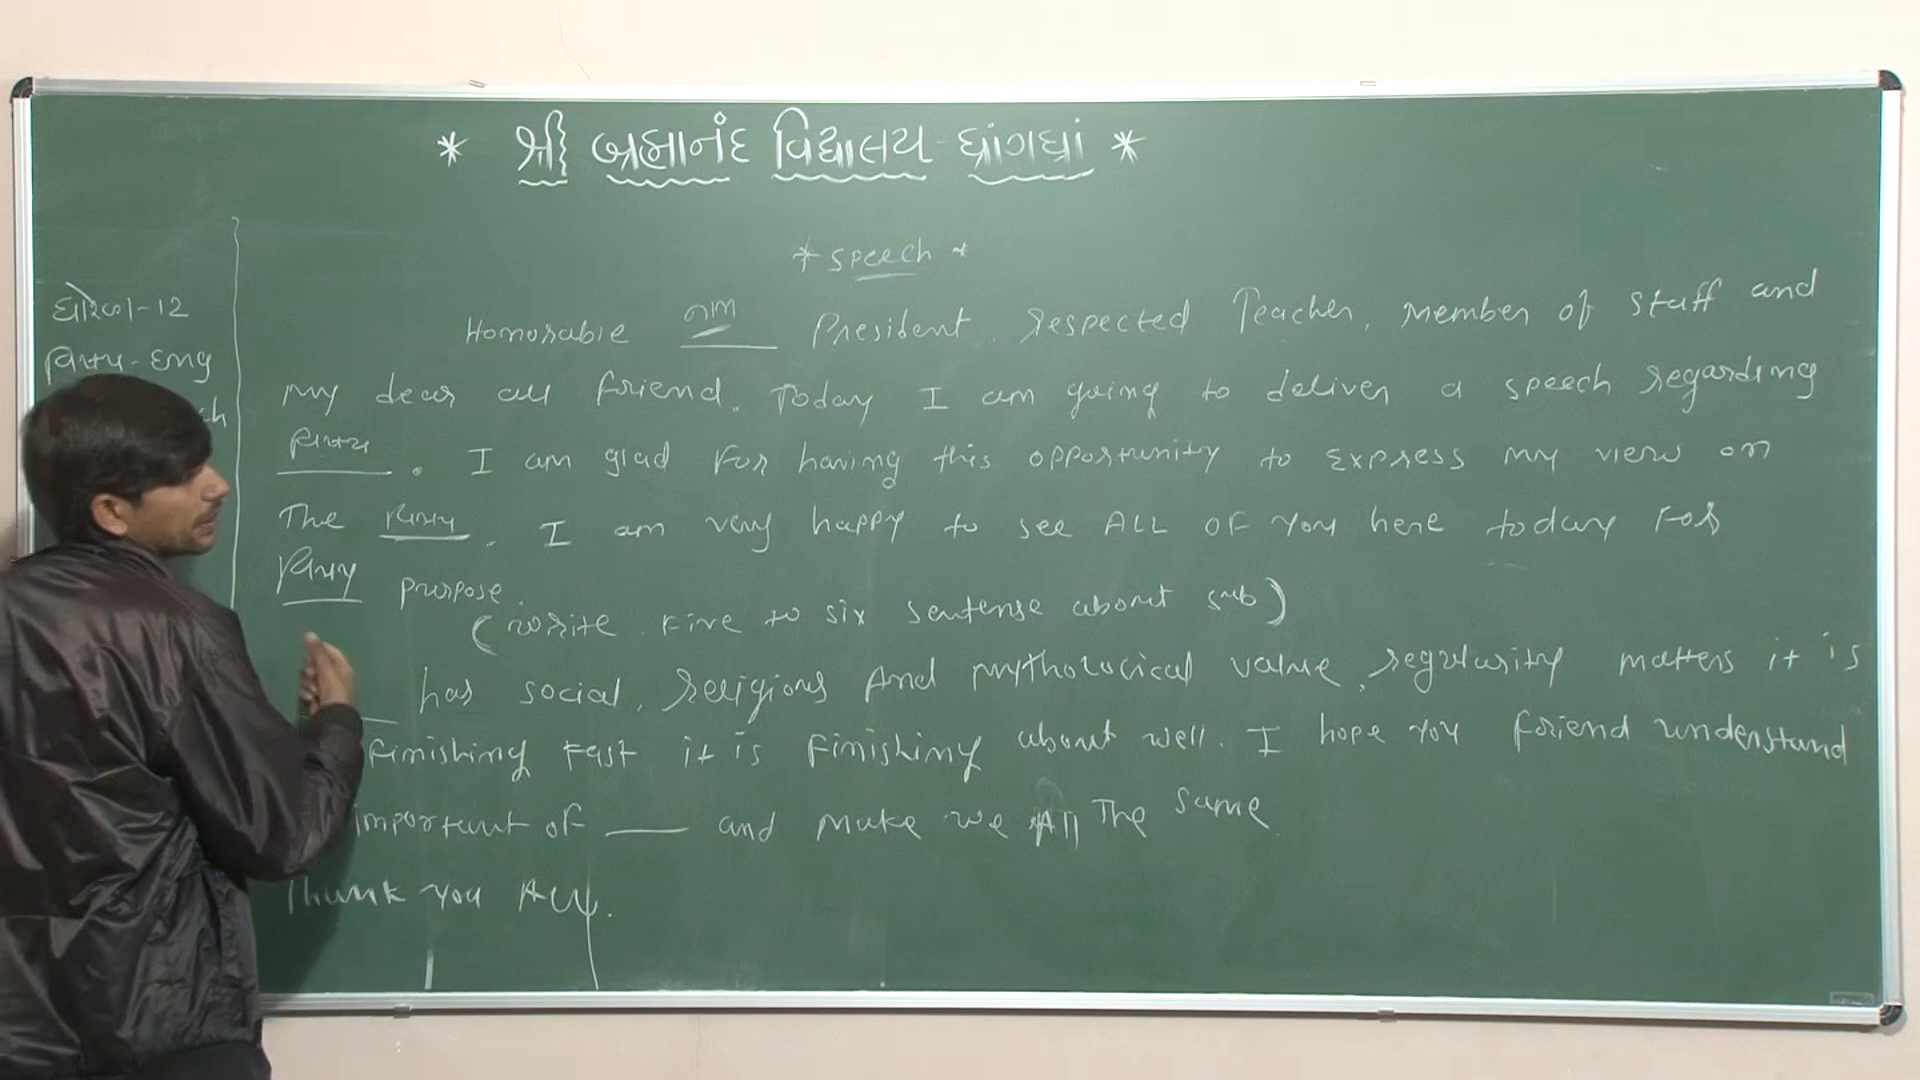 * શ્રી બ્રહ્માનંદ વિદ્યાલય - ધ્રાંગધ્રા *
* speech *
ધોરણ-12
વિષય-Eng
ch
Honorable નામ President, respected Teacher, member of staff and
my dear all friend. Today I am going to deliver a speech regarding
વિષય. I am glad for having this opportunity to express my view on
The વિષય. I am very happy to see ALL OF you here today For
વિષય purpose.
(write five to six sentense about sub)
___ has social, religious And mythological value, regularity matters it is
finishing fast it is finishing about well. I hope you friend understand
important of ___ and make we All The same.
Thank you All.